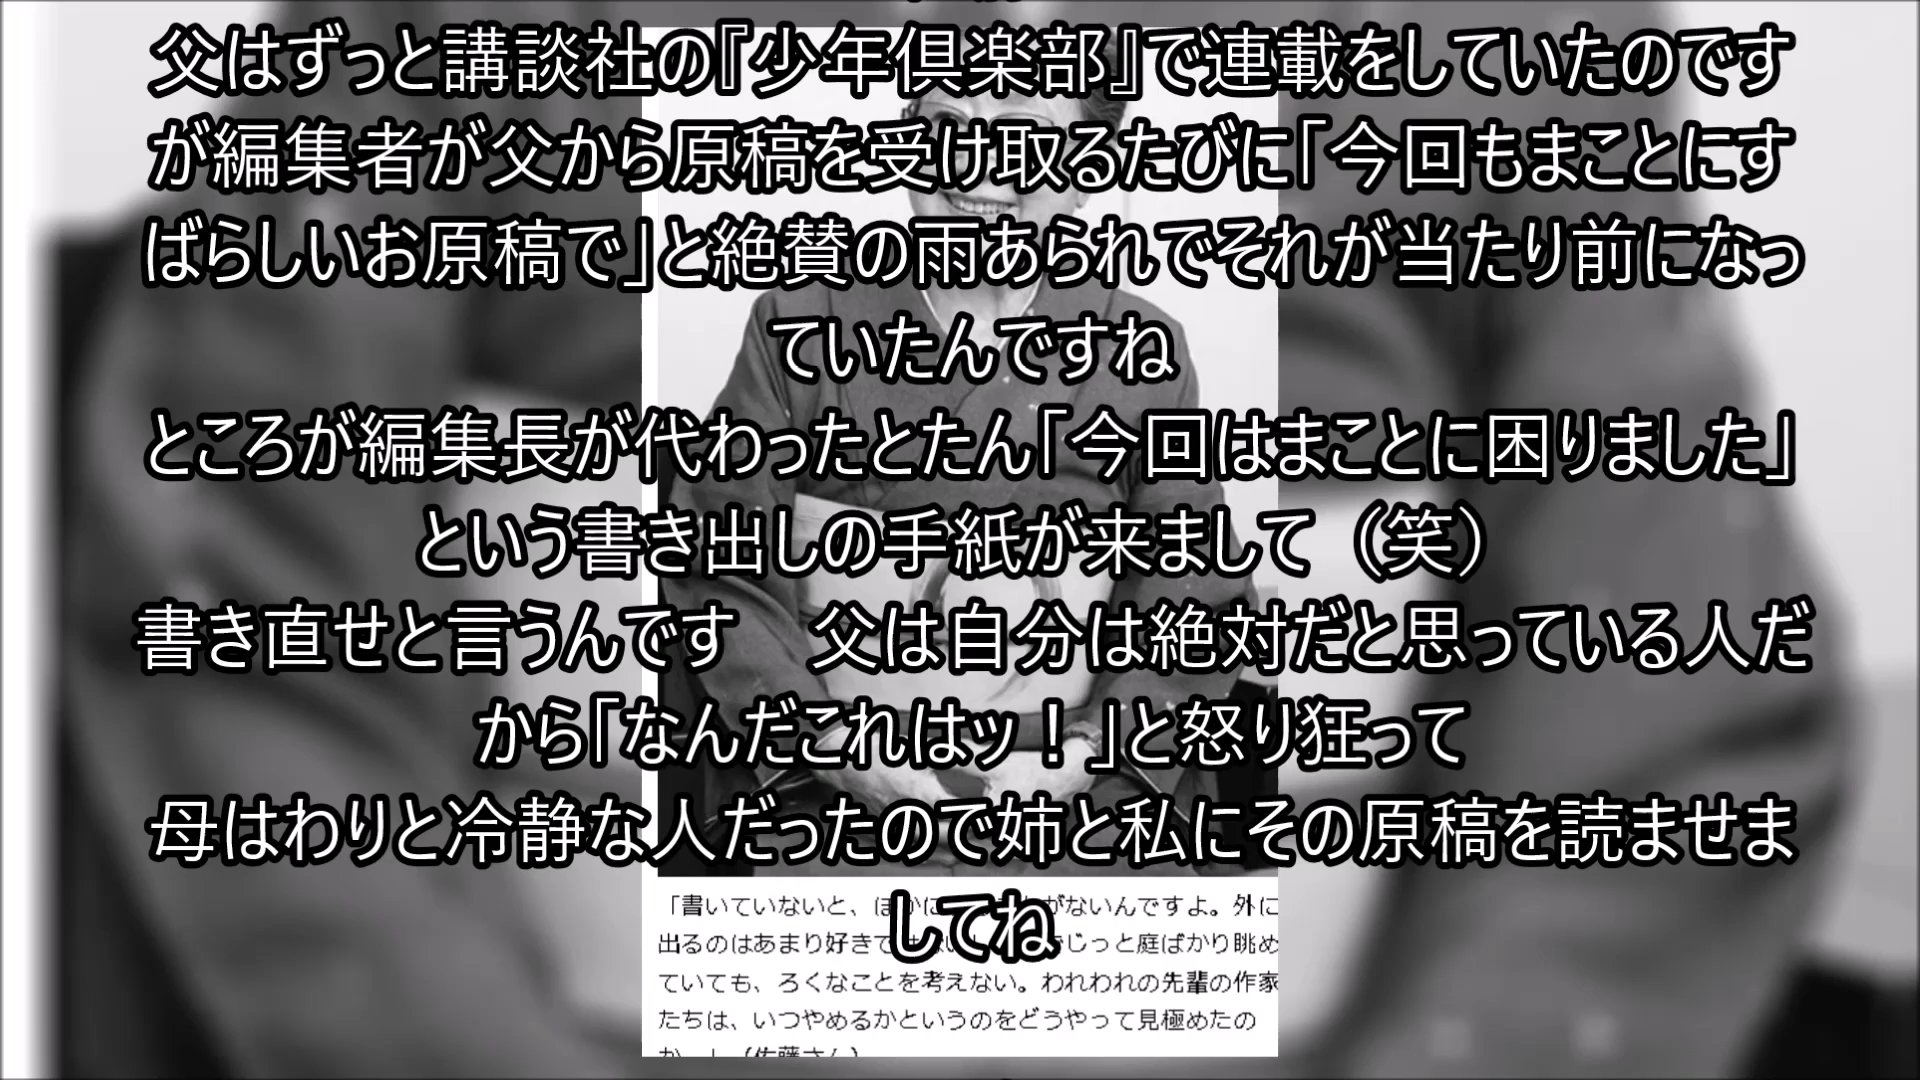 父はずっと講談社の『少年倶楽部』で連載をしていたのです
が編集者が父から原稿を受け取るたびに「今回もまことにす
ばらしいお原稿で」と絶賛の雨あられでそれが当たり前になっ
ていたんですね
ところが編集長が代わったとたん「今回はまことに困りました」
という書き出しの手紙が来まして（笑）
書き直せと言うんです　父は自分は絶対だと思っている人だ
から「なんだこれはッ！」と怒り狂って
母はわりと冷静な人だったので姉と私にその原稿を読ませま
してね
「書いていないと、ほかに がないんですよ。外に
出るのはあまり好きで じっと庭ばかり眺め
ていても、ろくなことを考えない。われわれの先輩の作家
たちは、いつやめるかというのをどうやって見極めたの
か。」（佐藤さん）